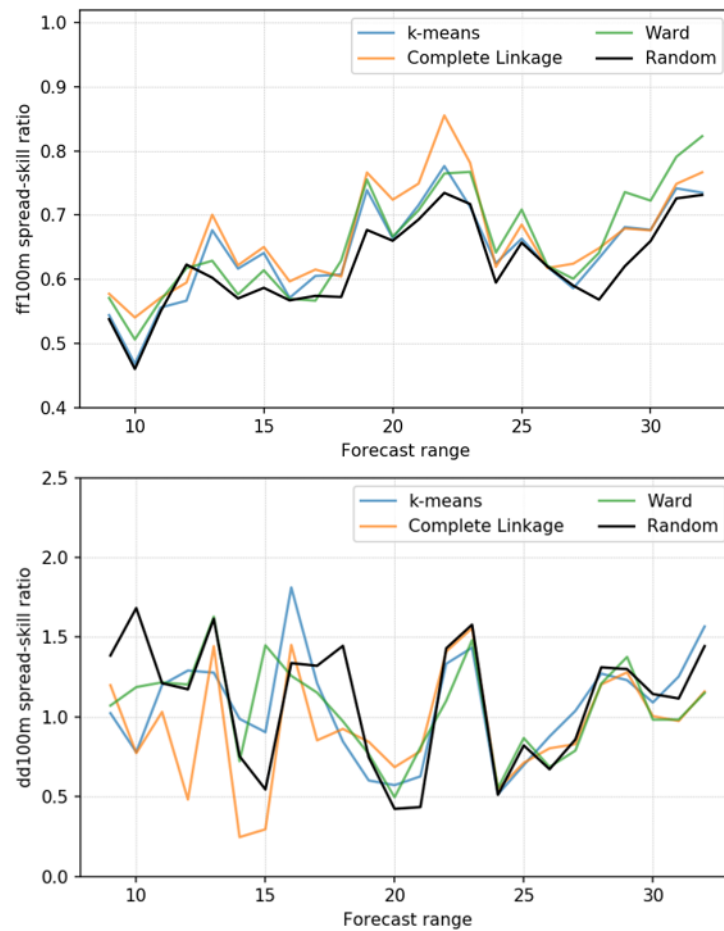 1.0
0.9
0.8
0.7
0.6
0.5
0.4
ff100m spread-skill ratio
k-means
Complete Linkage
Ward
Random
10 15 20 25 30
Forecast range
2.5
2.0
1.5
1.0
0.5
0.0
dd100m spread-skill ratio
k-means
Complete Linkage
Ward
Random
10 15 20 25 30
Forecast range